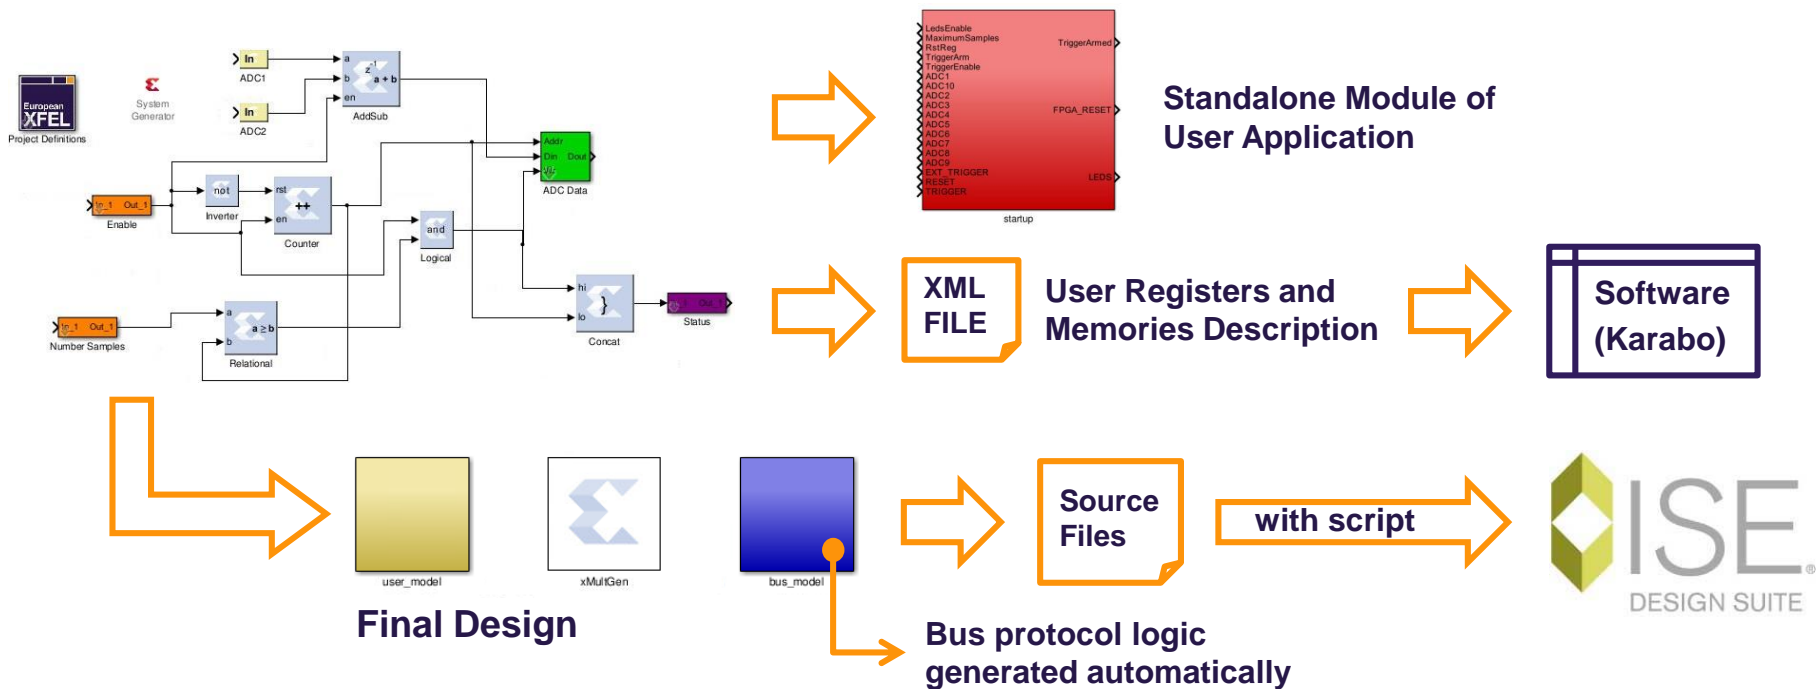 European
XFEL
Project Definitions
System
Generator
In
ADC1
In
ADC2
a
b
en
z⁻¹
a + b
AddSub
Addr
Din
Dout
ADC Data
In_1 Out_1
Enable
not
Inverter
rst
en
++
Counter
and
Logical
In_1 Out_1
Number Samples
a
b
a ≥ b
Relational
hi
lo
}
Concat
Out_1
Status
LedsEnable
MaximumSamples
RstReg
TriggerArm
TriggerEnable
ADC1
ADC10
ADC2
ADC3
ADC4
ADC5
ADC6
ADC7
ADC8
ADC9
EXT_TRIGGER
RESET
TRIGGER
TriggerArmed
FPGA_RESET
LEDS
startup
Standalone Module of
User Application
XML
FILE
User Registers and
Memories Description
Software
(Karabo)
user_model
xMultGen
bus_model
Final Design
Source
Files
with script
ISE®
DESIGN SUITE
Bus protocol logic
generated automatically